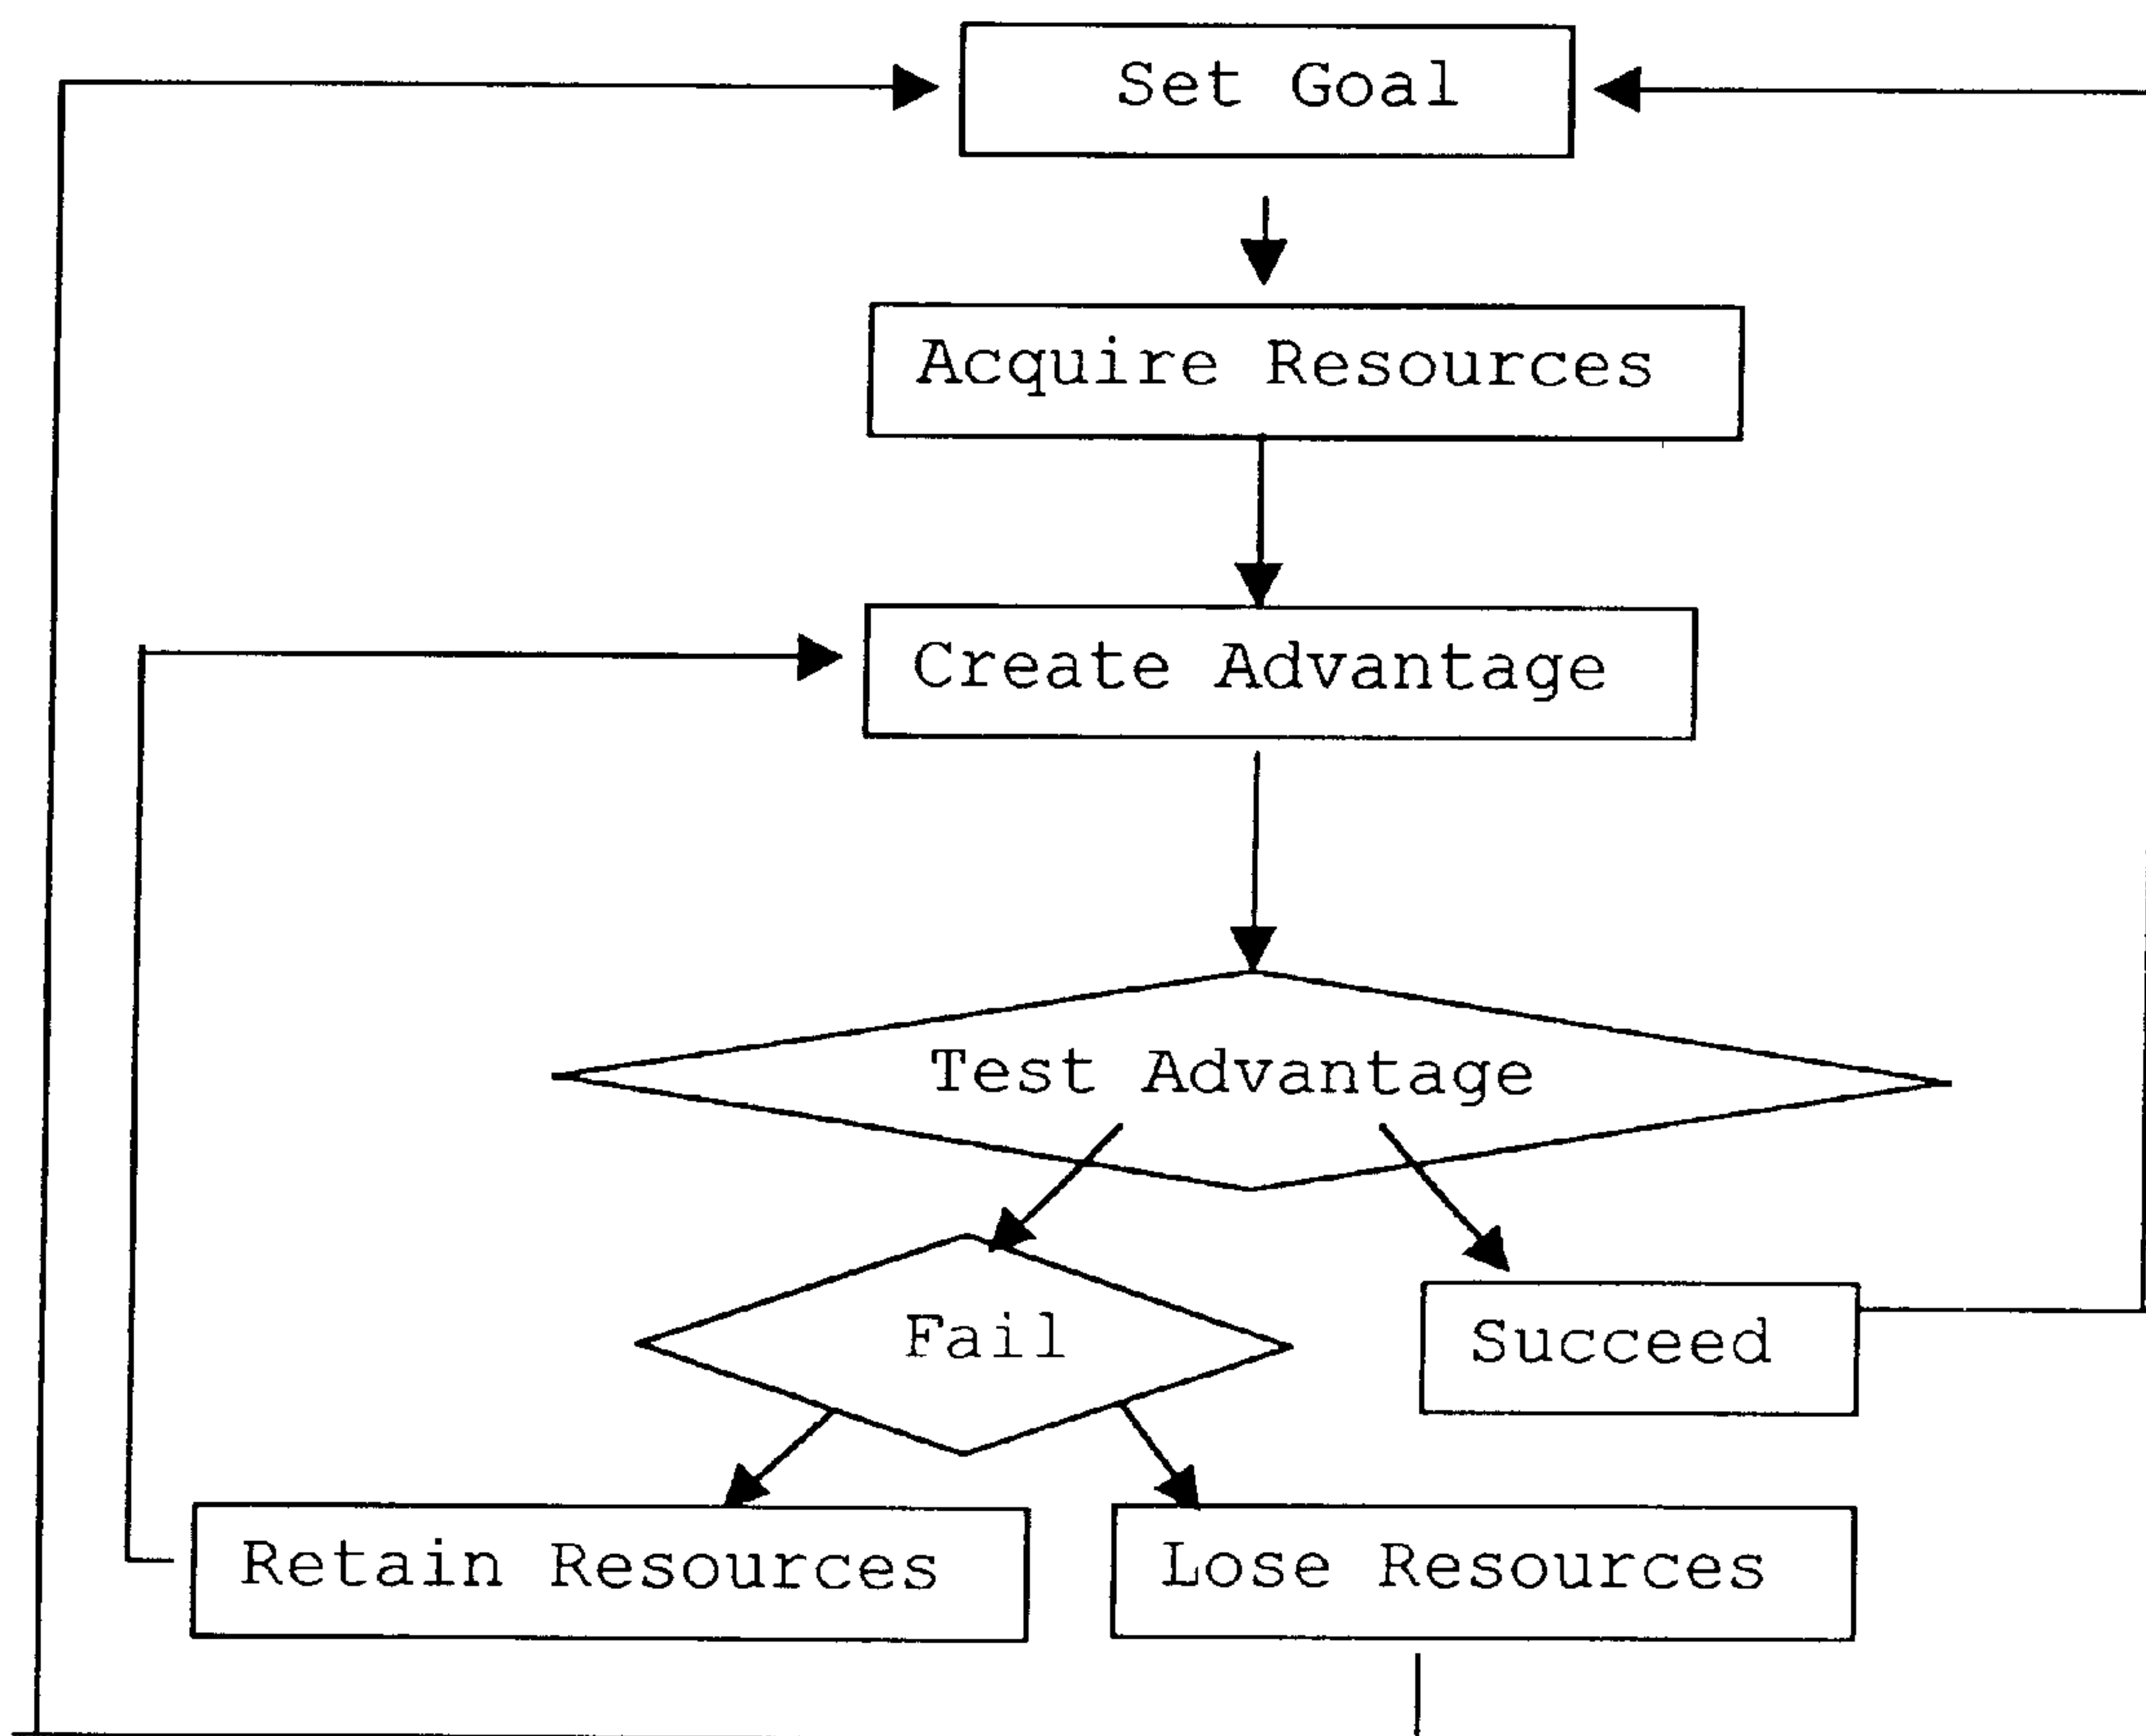 Set Goal
Acquire Resources
Create Advantage
Test Advantage
Fail
Succeed
Retain Resources
Lose Resources